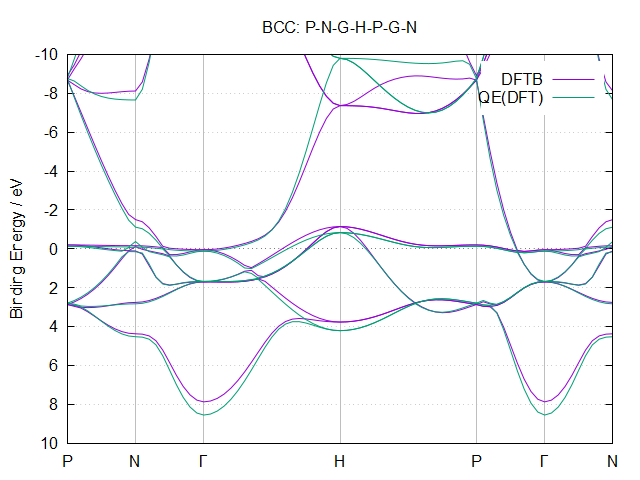 BCC: P-N-G-H-P-G-N
-10
-8
-6
-4
-2
0
2
4
6
8
10
Binding Energy / eV
DFTB
QE(DFT)
P N Γ H P Γ N